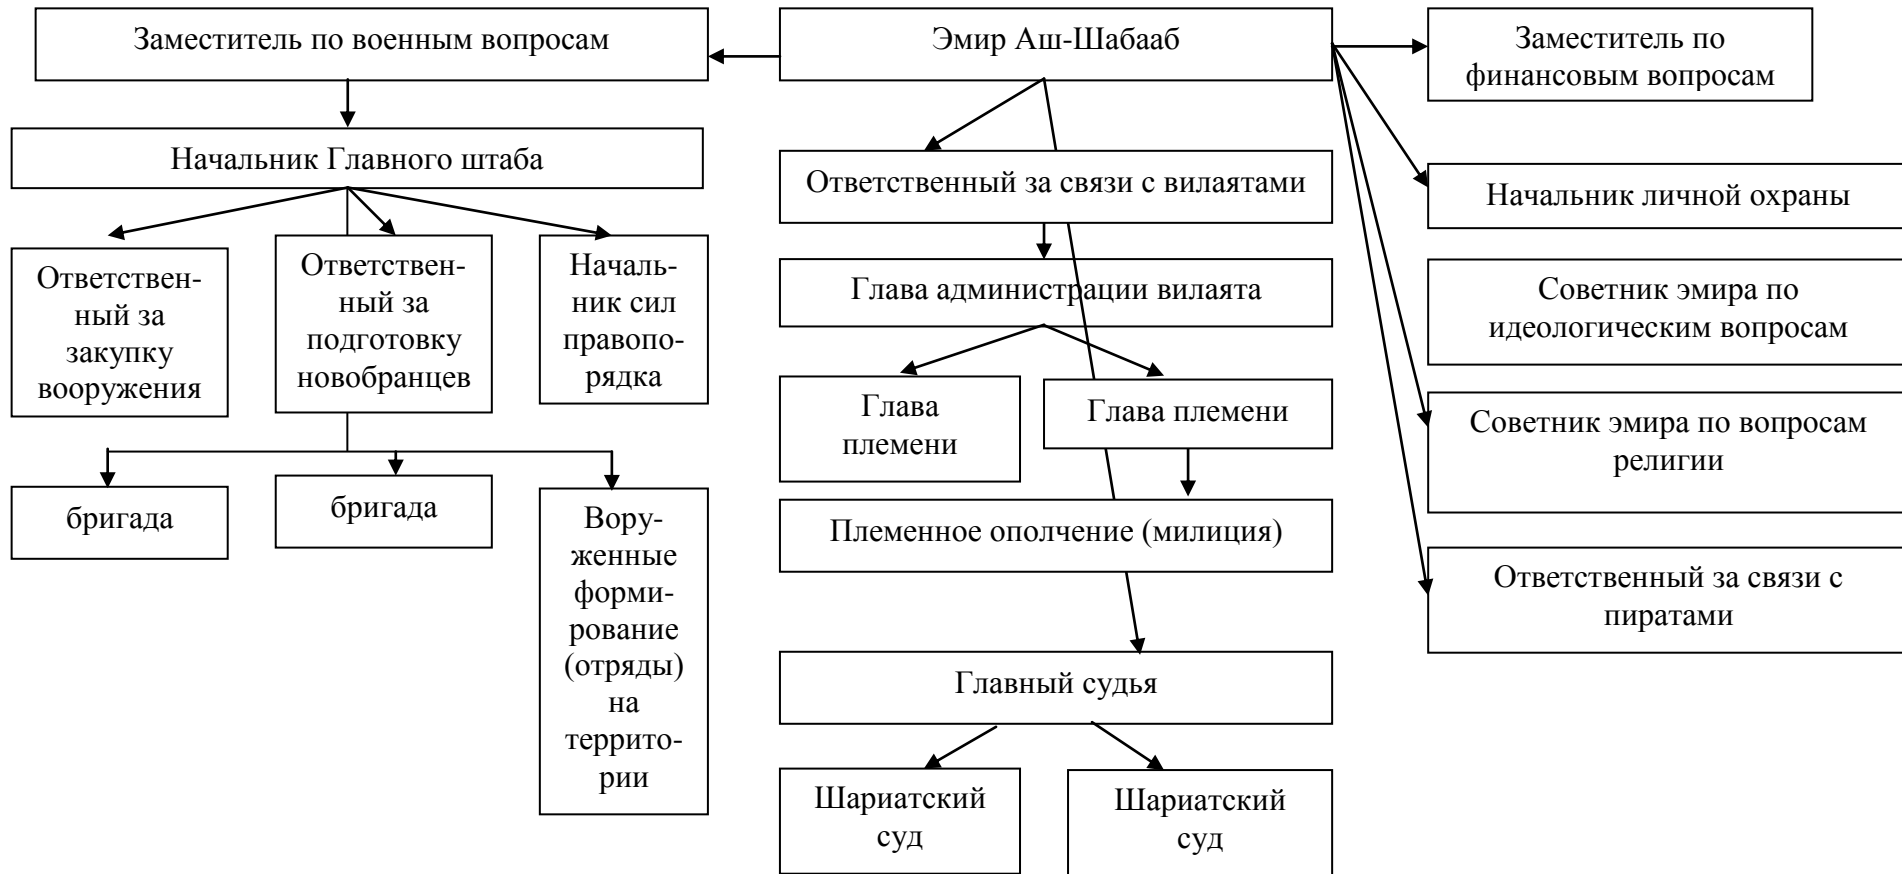 Заместитель по военным вопросам
Эмир Аш-Шабааб
Заместитель по
финансовым вопросам
Начальник Главного штаба
Ответственный за связи с вилаятами
Начальник личной охраны
Ответствен-
ный за
закупку
вооружения
Ответствен-
ный за
подготовку
новобранцев
Началь-
ник сил
правопо-
рядка
Глава администрации вилаята
Советник эмира по
идеологическим вопросам
Глава
племени
Глава племени
Советник эмира по вопросам
религии
бригада
бригада
Вору-
женные
форми-
рование
(отряды)
на
террито-
рии
Племенное ополчение (милиция)
Ответственный за связи с
пиратами
Главный судья
Шариатский
суд
Шариатский
суд